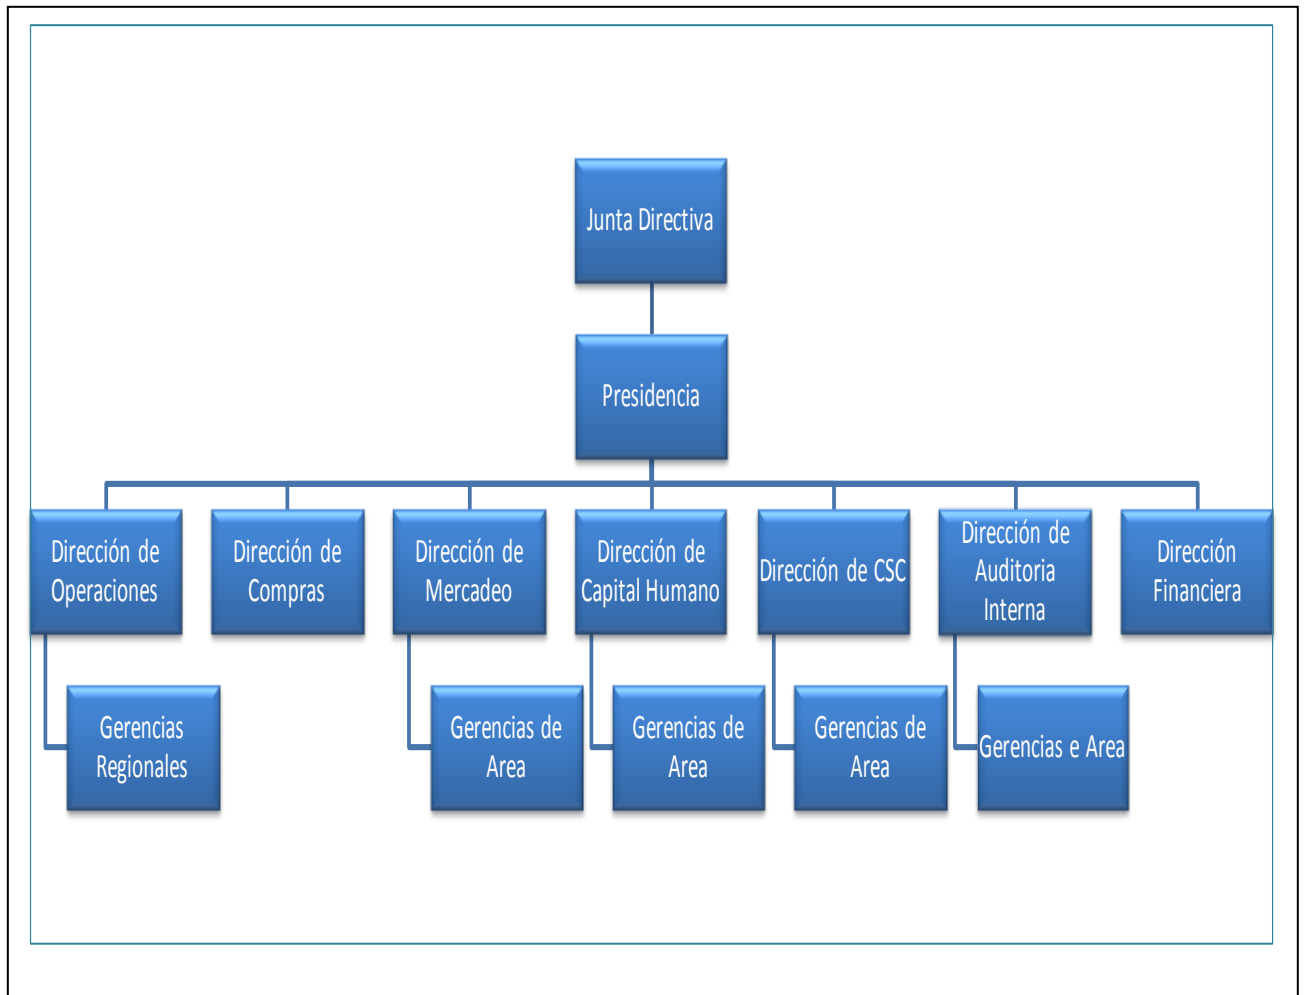 Junta Directiva
Presidencia
Dirección de
Operaciones
Dirección de
Compras
Dirección de
Mercadeo
Dirección de
Capital Humano
Dirección de CSC
Dirección de
Auditoria
Interna
Dirección
Financiera
Gerencias
Regionales
Gerencias de
Area
Gerencias de
Area
Gerencias de
Area
Gerencias e Area